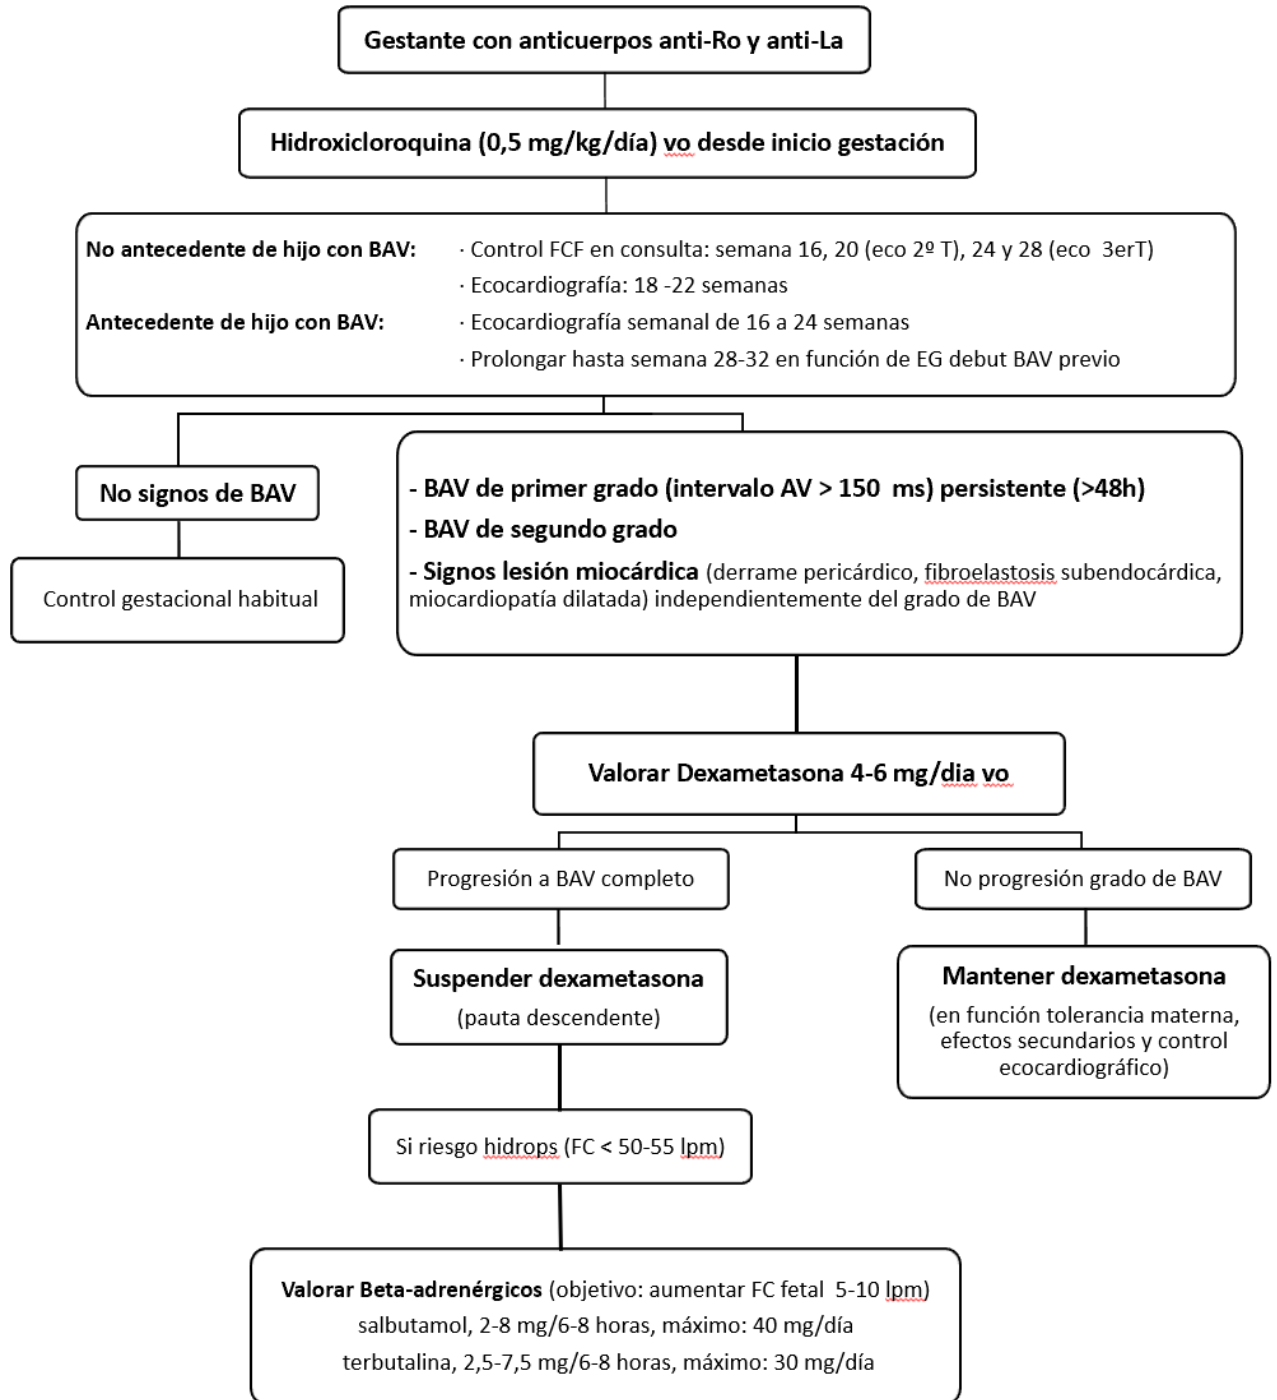 Gestante con anticuerpos anti-Ro y anti-La
Hidroxicloroquina (0,5 mg/kg/día) vo desde inicio gestación
No antecedente de hijo con BAV: · Control FCF en consulta: semana 16, 20 (eco 2º T), 24 y 28 (eco 3erT)
· Ecocardiografía: 18 -22 semanas
Antecedente de hijo con BAV: · Ecocardiografía semanal de 16 a 24 semanas
· Prolongar hasta semana 28-32 en función de EG debut BAV previo
No signos de BAV
Control gestacional habitual
- BAV de primer grado (intervalo AV > 150 ms) persistente (>48h)
- BAV de segundo grado
- Signos lesión miocárdica (derrame pericárdico, fibroelastosis subendocárdica,
miocardiopatía dilatada) independientemente del grado de BAV
Valorar Dexametasona 4-6 mg/dia vo
Progresión a BAV completo
Suspender dexametasona
(pauta descendente)
Si riesgo hidrops (FC < 50-55 lpm)
Valorar Beta-adrenérgicos (objetivo: aumentar FC fetal 5-10 lpm)
salbutamol, 2-8 mg/6-8 horas, máximo: 40 mg/día
terbutalina, 2,5-7,5 mg/6-8 horas, máximo: 30 mg/día
No progresión grado de BAV
Mantener dexametasona
(en función tolerancia materna,
efectos secundarios y control
ecocardiográfico)